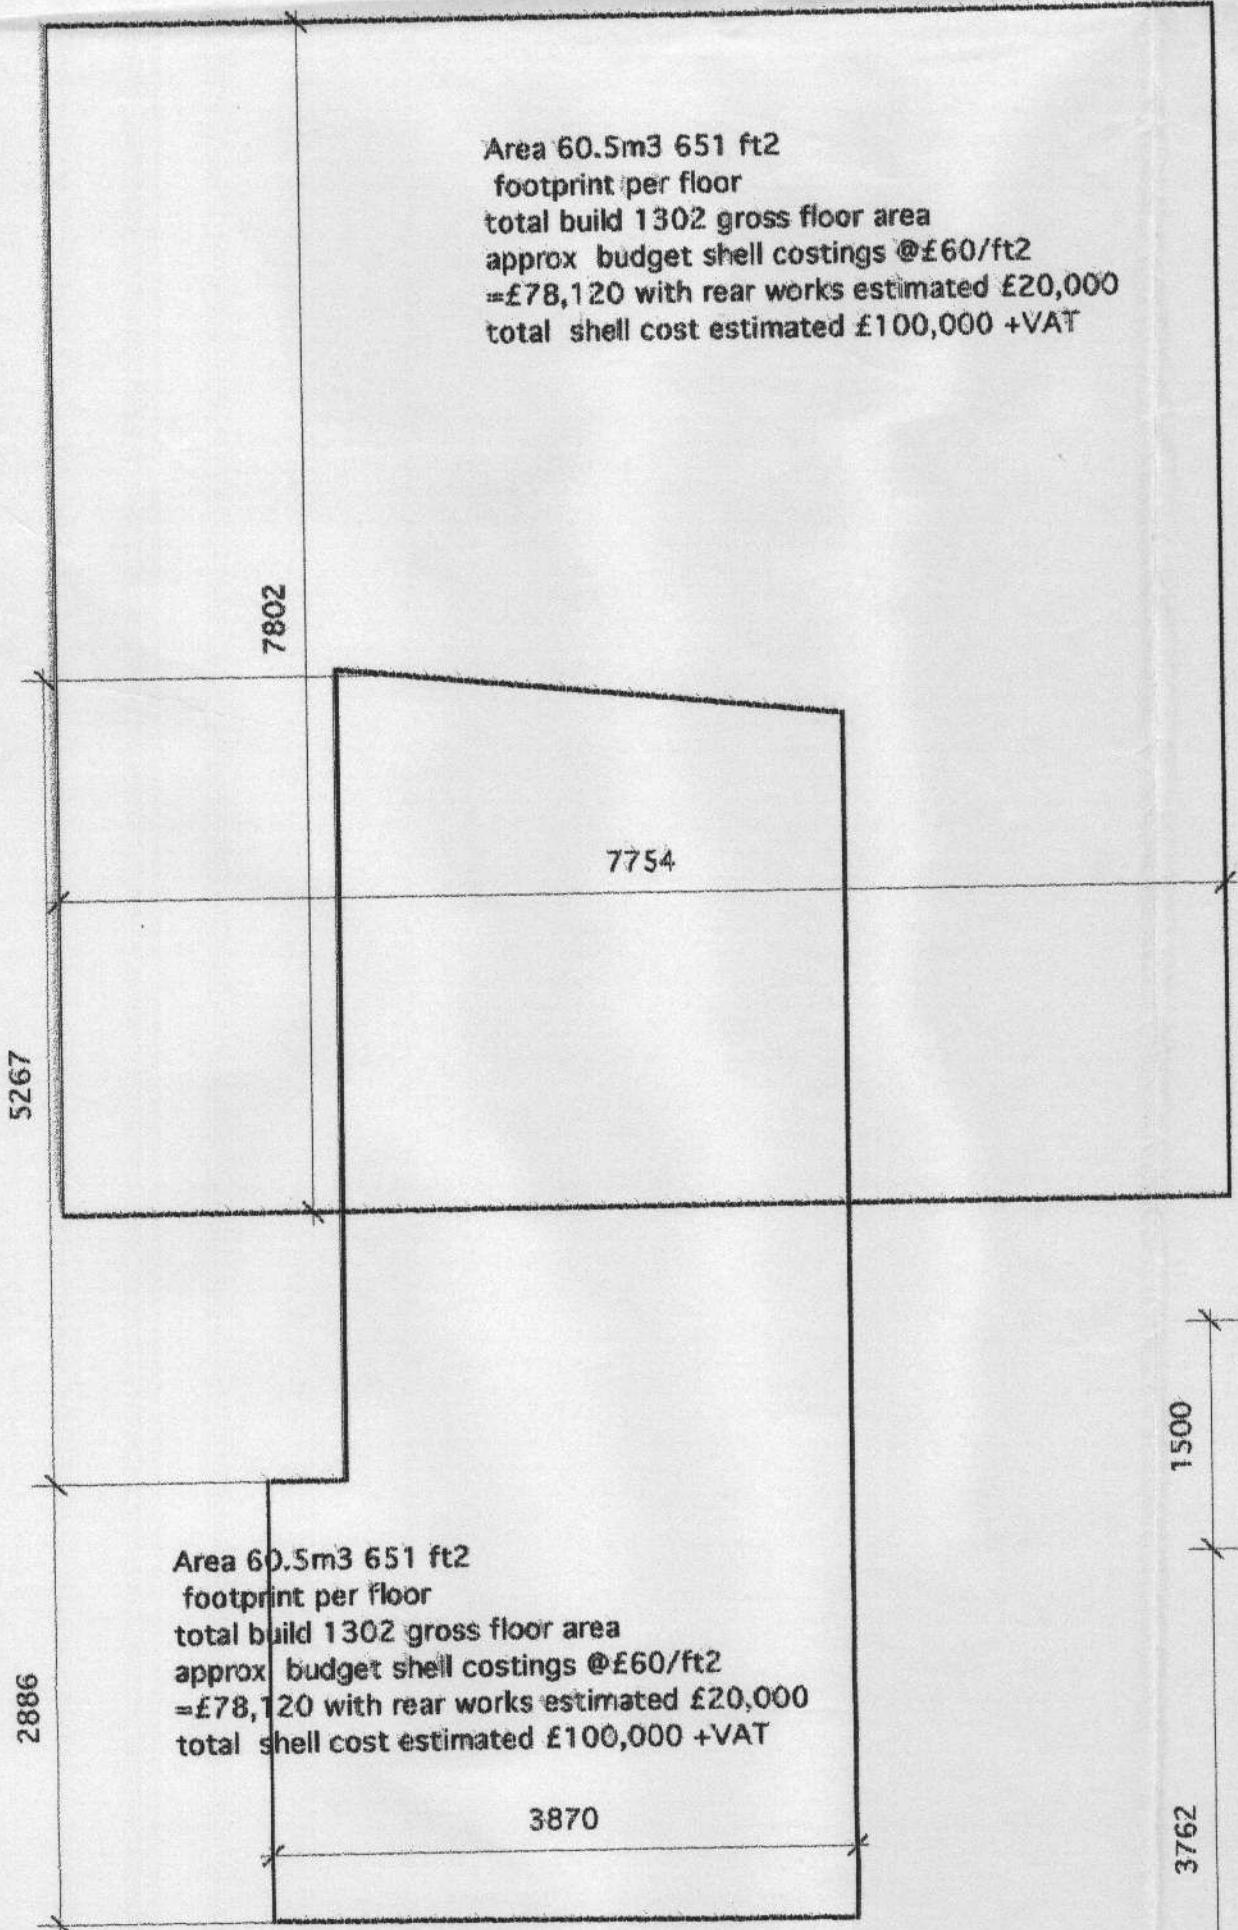 Area 60.5m3 651 ft2
footprint per floor
total build 1302 gross floor area
approx budget shell costings @£60/ft2
=£78,120 with rear works estimated £20,000
total shell cost estimated £100,000 +VAT
7802
7754
5267
1500
Area 60.5m3 651 ft2
footprint per floor
total build 1302 gross floor area
approx budget shell costings @£60/ft2
=£78,120 with rear works estimated £20,000
total shell cost estimated £100,000 +VAT
2886
3870
3762